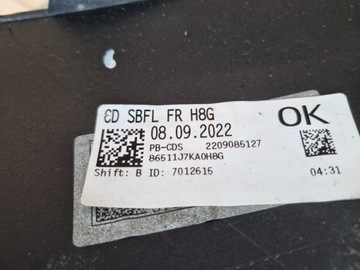 CD SBFL FR H8G
OK
08.09.2022
PB-CDS 2209085127
86511J7KA0H8G
Shift: B ID: 7012615 04:31